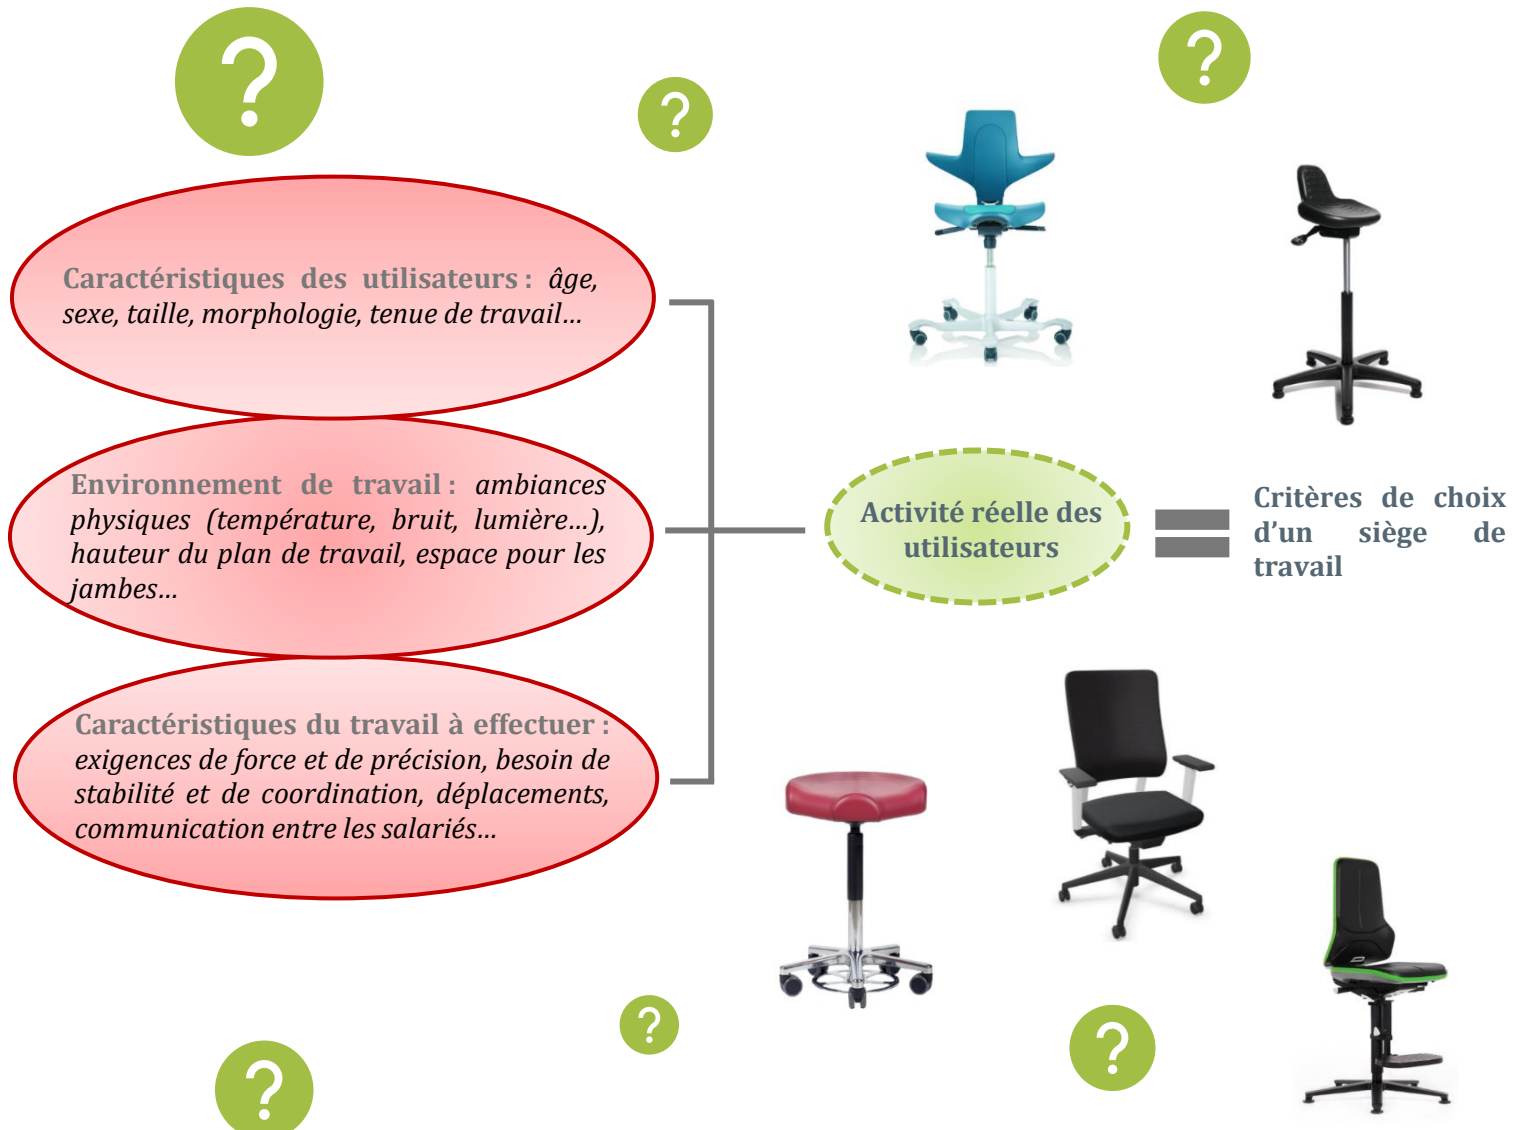 ?
?
?
Caractéristiques des utilisateurs : âge,
sexe, taille, morphologie, tenue de travail…
Environnement de travail : ambiances
physiques (température, bruit, lumière…),
hauteur du plan de travail, espace pour les
jambes…
Caractéristiques du travail à effectuer :
exigences de force et de précision, besoin de
stabilité et de coordination, déplacements,
communication entre les salariés…
Activité réelle des
utilisateurs
=
Critères de choix
d’un siège de
travail
?
?
?